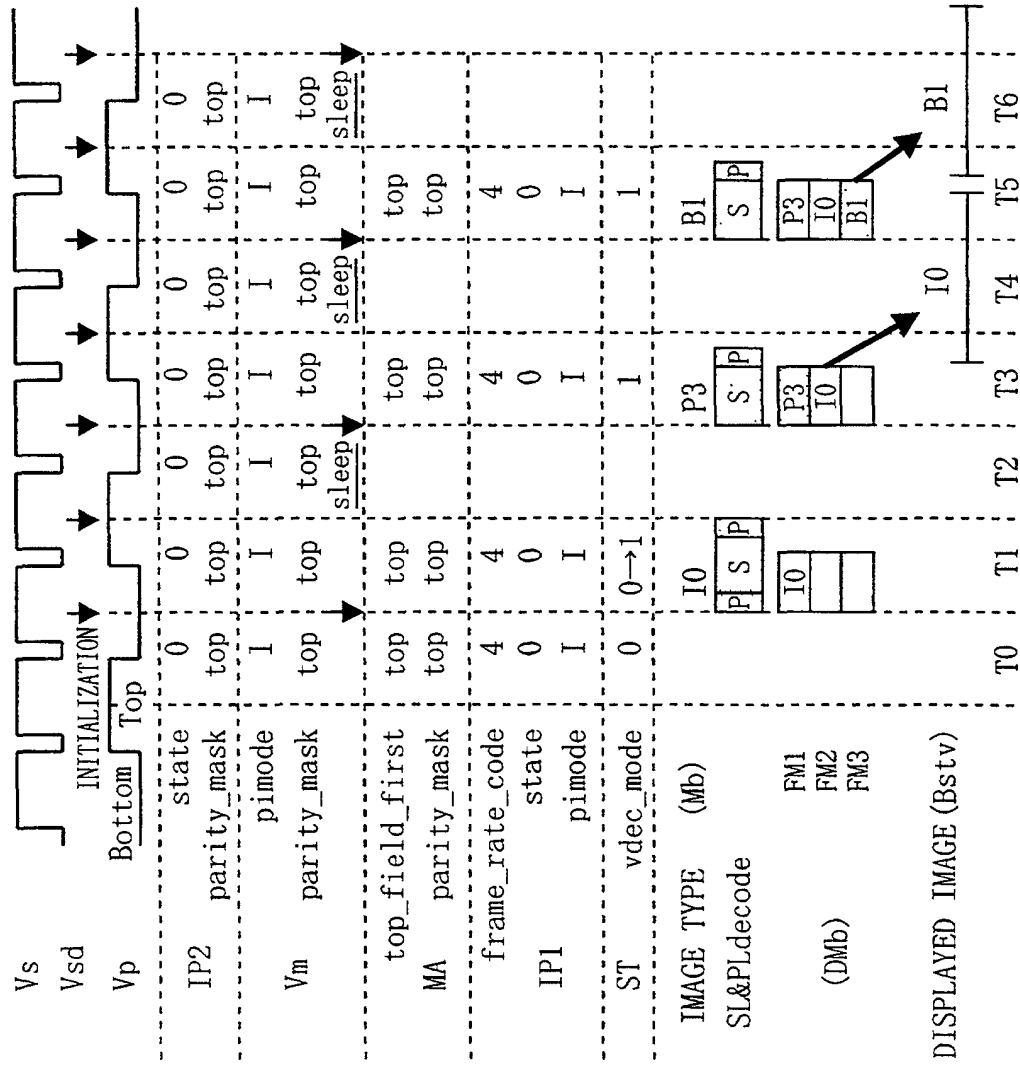 Vs
Vsd INITIALIZATION
Vp Bottom Top
IP2 state 0 0 0 0 0 0 0
parity_mask top top top top top top top
Vm pimode 1 I I I I I I
parity_mask top top top top top top top
sleep sleep sleep
top_field_first top top top top
MA parity_mask top top top top
frame_rate_code 4 4 4 4
IP1 state 0 0 0 0
pimode I I I I
ST vdec_mode 0 0→1 1 1
IMAGE TYPE (Mb) I0 P3 B1
SL&PLdecode P S P S P S P
FM1 I0 P3 P3
(DMb) FM2 I0 I0
FM3 B1
DISPLAYED IMAGE(Bstv) I0 B1
T0 T1 T2 T3 T4 T5 T6